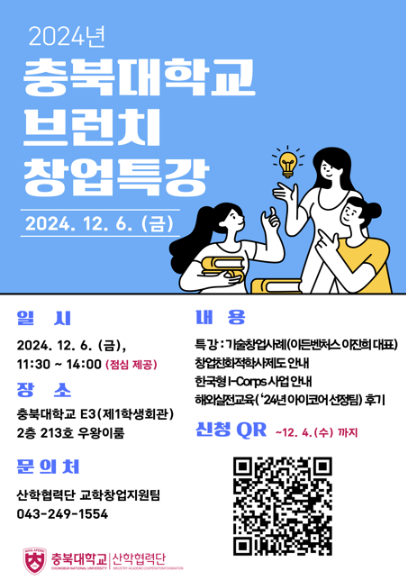 2024년
충북대학교
브런치
창업특강
2024. 12. 6. (금)
일 시
2024. 12. 6. (금),
11:30 ~ 14:00 (점심 제공)
장 소
충북대학교 E3(제1학생회관)
2층 213호 우왕이룸
문의처
산학협력단 교학창업지원팀
043-249-1554
내 용
특강 : 기술창업사례(이든벤처스 이진희 대표)
창업친화적학사제도 안내
한국형 I-Corps 사업 안내
해외실전교육(‘24년 아이코어 선정팀) 후기
신청 QR ~12. 4.(수) 까지
충북대학교 산학협력단
CHUNGBUK NATIONAL UNIVERSITY INDUSTRY ACADEMIC COOPERATION FOUNDATION